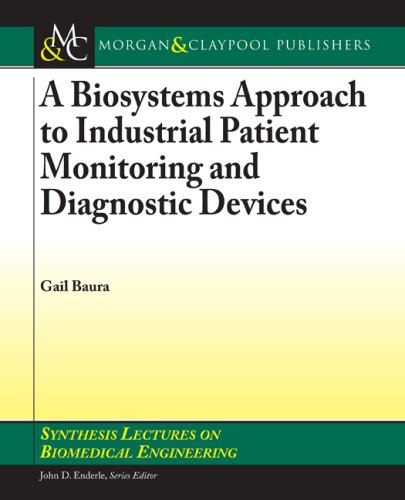 M&C MORGAN&CLAYPOOL PUBLISHERS
A Biosystems Approach
to Industrial Patient
Monitoring and
Diagnostic Devices
Gail Baura
SYNTHESIS LECTURES ON
BIOMEDICAL ENGINEERING
John D. Enderle, Series Editor